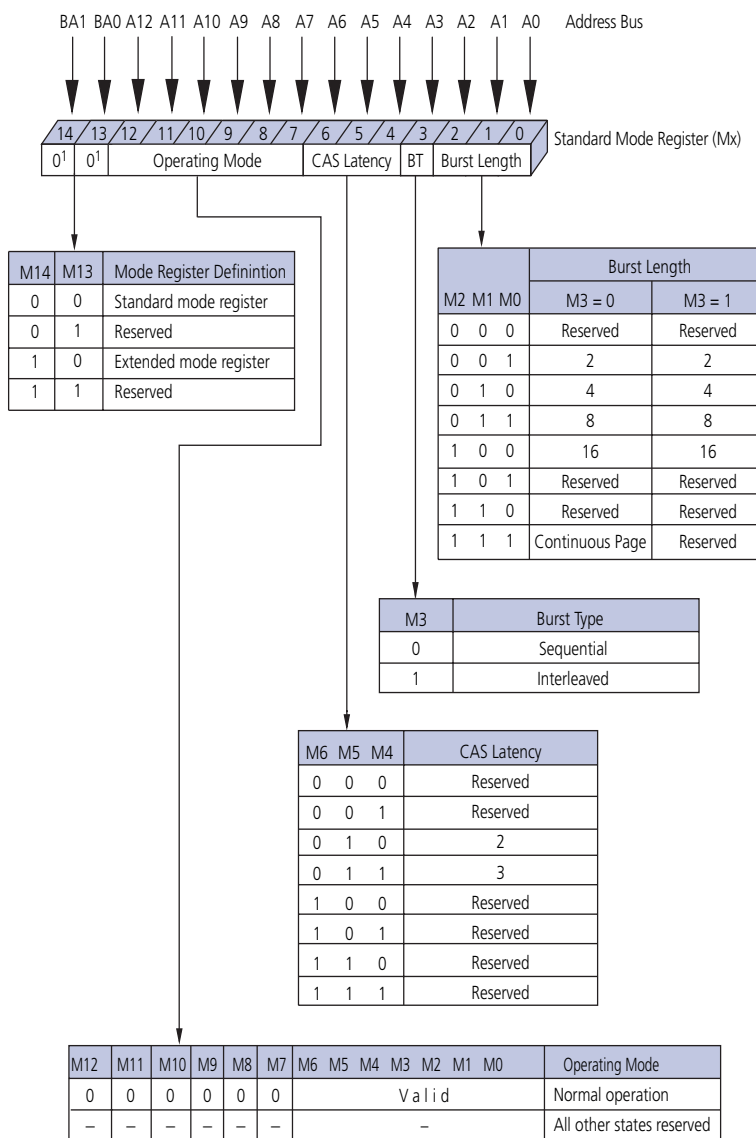 BA1 BA0 A12 A11 A10 A9 A8 A7 A6 A5 A4 A3 A2 A1 A0 Address Bus
14 13 12 11 10 9 8 7 6 5 4 3 2 1 0 Standard Mode Register (Mx)
0¹ 0¹ Operating Mode CAS Latency BT Burst Length
M14 M13 Mode Register Definintion
0 0 Standard mode register
0 1 Reserved
1 0 Extended mode register
1 1 Reserved
Burst Length
M2 M1 M0 M3 = 0 M3 = 1
0 0 0 Reserved Reserved
0 0 1 2 2
0 1 0 4 4
0 1 1 8 8
1 0 0 16 16
1 0 1 Reserved Reserved
1 1 0 Reserved Reserved
1 1 1 Continuous Page Reserved
M3 Burst Type
0 Sequential
1 Interleaved
M6 M5 M4 CAS Latency
0 0 0 Reserved
0 0 1 Reserved
0 1 0 2
0 1 1 3
1 0 0 Reserved
1 0 1 Reserved
1 1 0 Reserved
1 1 1 Reserved
M12 M11 M10 M9 M8 M7 M6 M5 M4 M3 M2 M1 M0 Operating Mode
0 0 0 0 0 0 Valid Normal operation
– – – – – – – All other states reserved